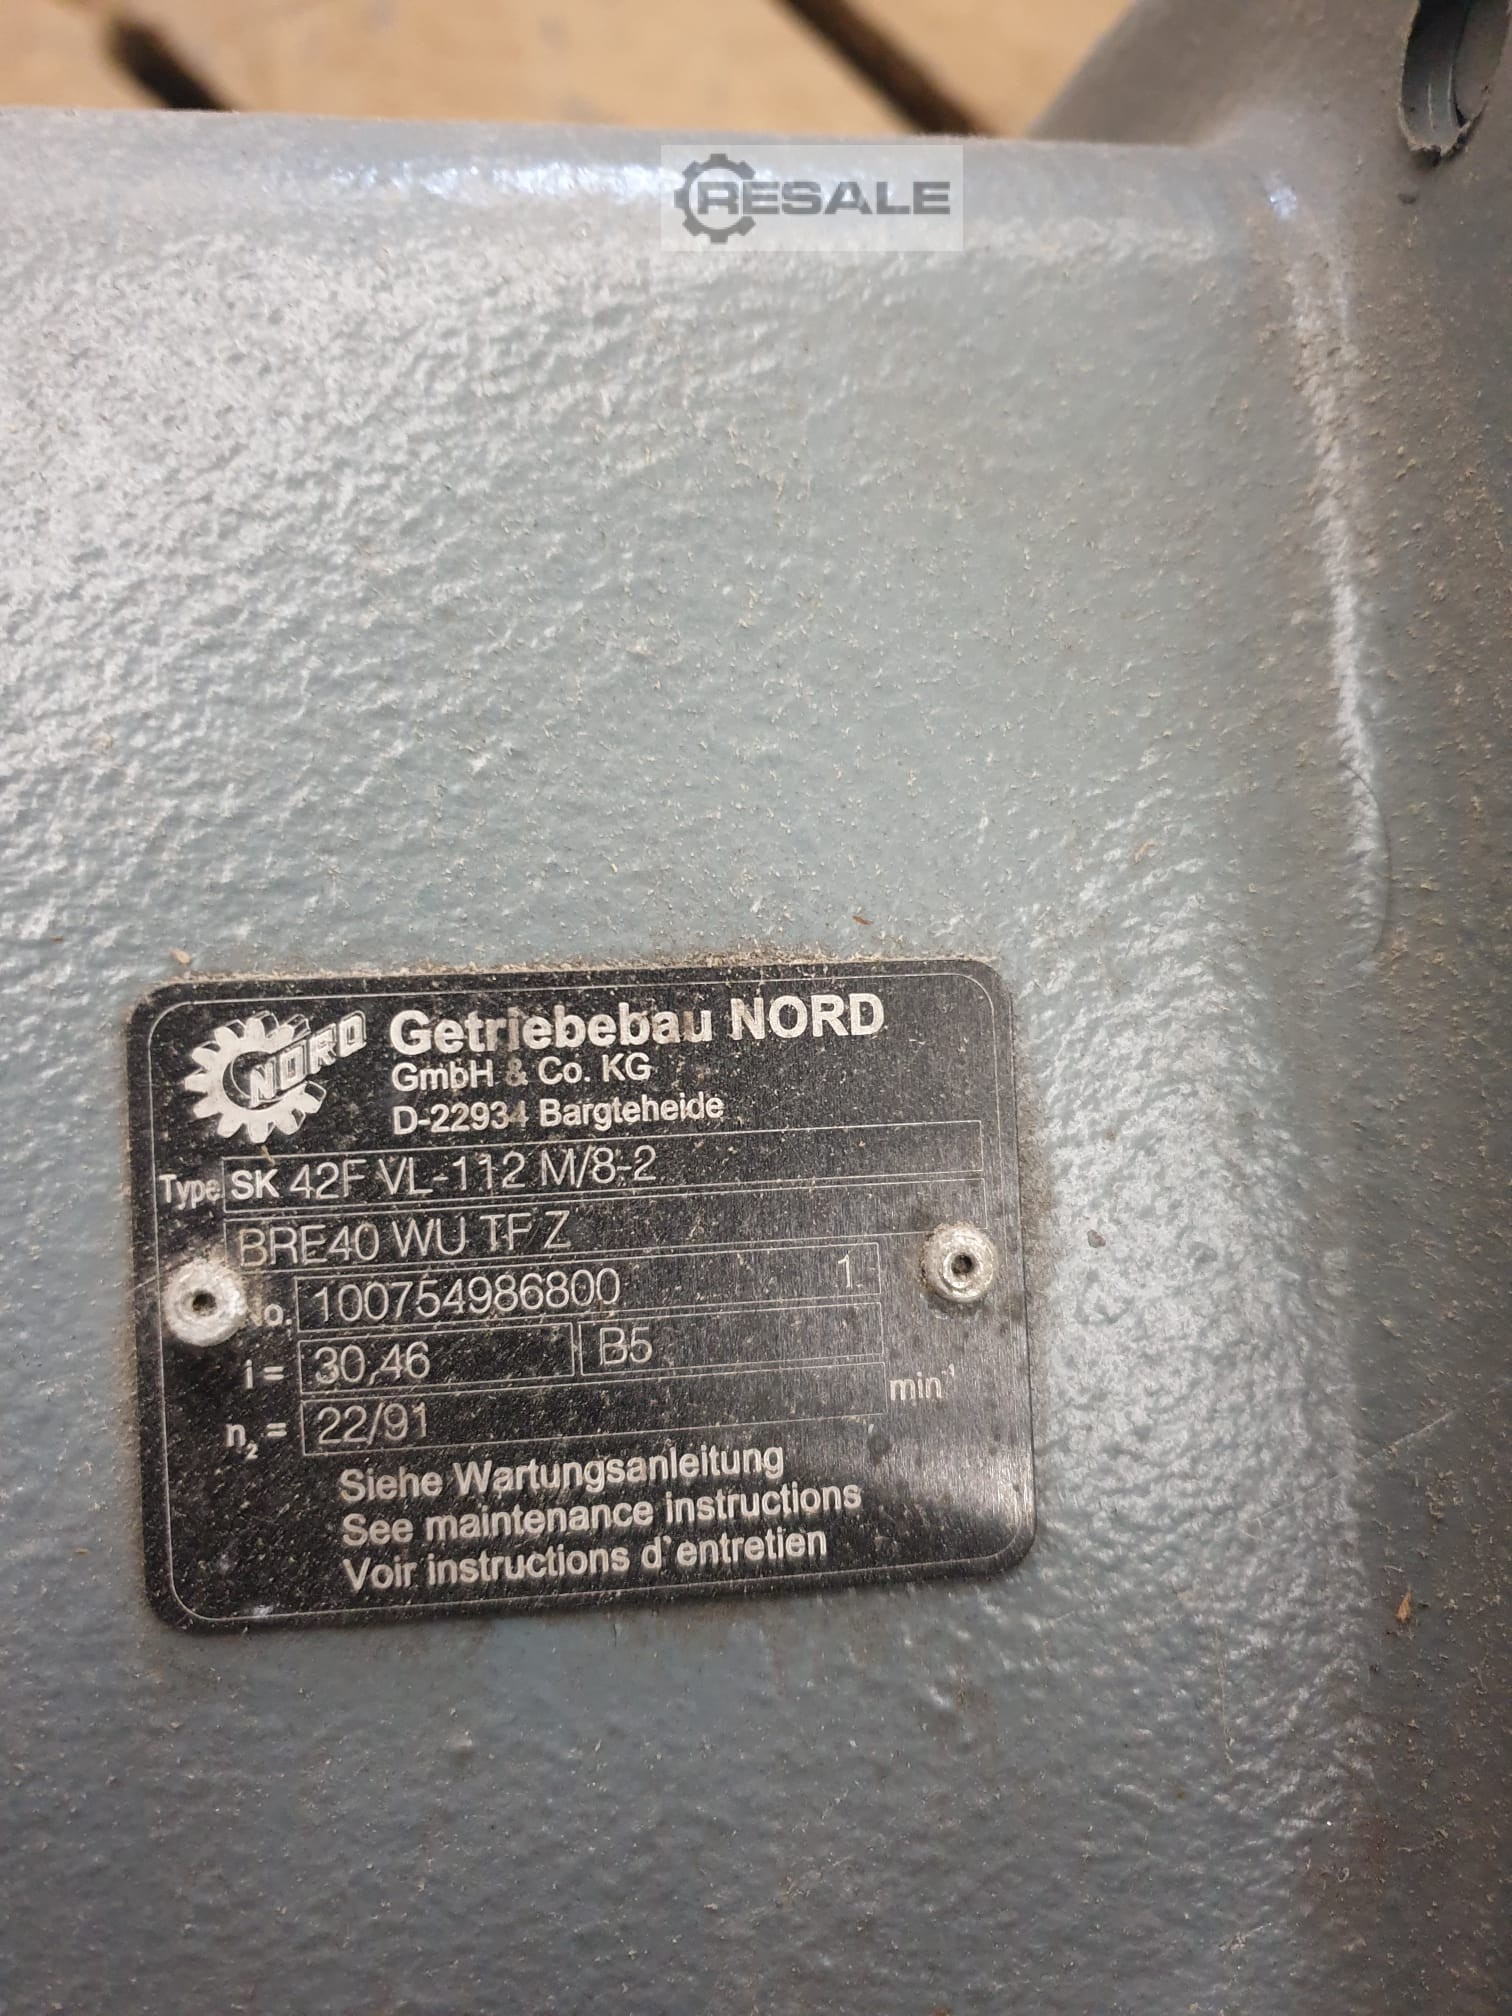 RESALE
NORD
Getriebebau NORD
GmbH & Co. KG
D-22934 Bargteheide
Type SK 42F VL-112 M/8-2
BRE40 WU TF Z
No. 100754986800 1
i= 30,46 B5
n₂ = 22/91 min⁻¹
Siehe Wartungsanleitung
See maintenance instructions
Voir instructions d'entretien